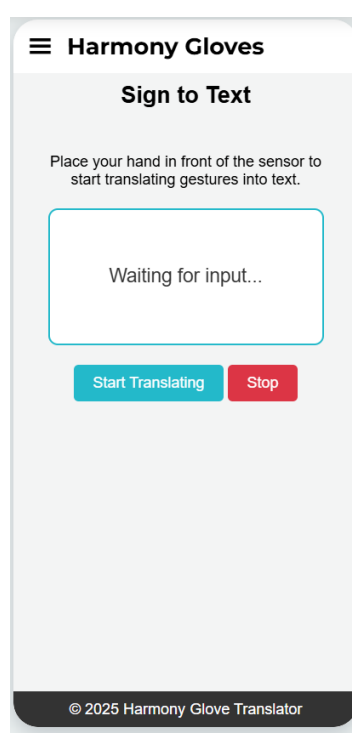 Harmony Gloves
Sign to Text
Place your hand in front of the sensor to
start translating gestures into text.
Waiting for input...
Start Translating Stop
© 2025 Harmony Glove Translator